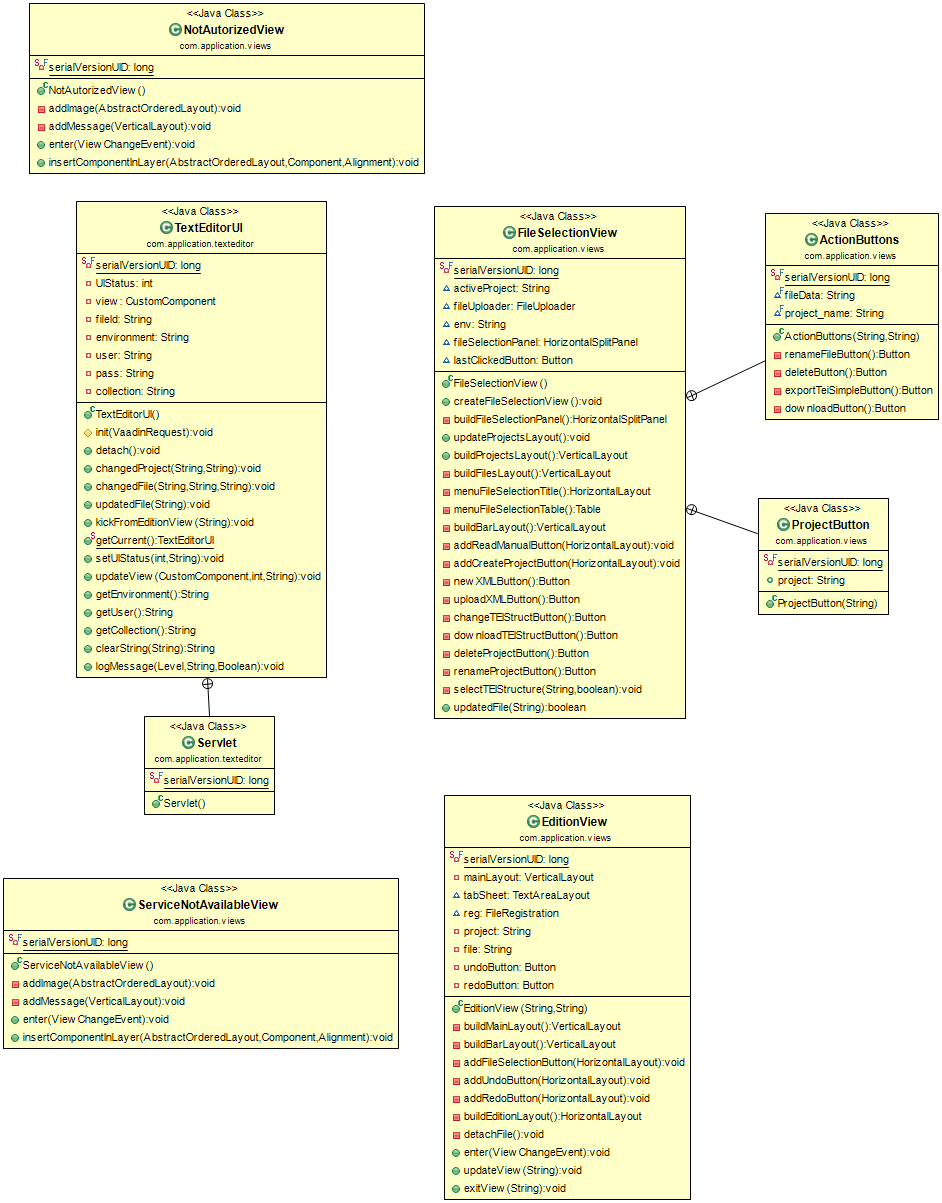 <<Java Class>>
NotAutorizedView
com.application.views
serialVersionUID: long
NotAutorizedView()
addImage(AbstractOrderedLayout):void
addMessage(VerticalLayout):void
enter(ViewChangeEvent):void
insertComponentInLayer(AbstractOrderedLayout,Component,Alignment):void
<<Java Class>>
TextEditorUI
com.application.texteditor
serialVersionUID: long
UIStatus: int
view: CustomComponent
fileId: String
environment: String
user: String
pass: String
collection: String
TextEditorUI()
init(VaadinRequest):void
detach():void
changedProject(String,String):void
changedFile(String,String,String):void
updatedFile(String):void
kickFromEditionView(String):void
getCurrent():TextEditorUI
setUIStatus(int,String):void
updateView(CustomComponent,int,String):void
getEnvironment():String
getUser():String
getCollection():String
clearString(String):String
logMessage(Level,String,Boolean):void
<<Java Class>>
FileSelectionView
com.application.views
serialVersionUID: long
activeProject: String
fileUploader: FileUploader
env: String
fileSelectionPanel: HorizontalSplitPanel
lastClickedButton: Button
FileSelectionView()
createFileSelectionView():void
buildFileSelectionPanel():HorizontalSplitPanel
updateProjectsLayout():void
buildProjectsLayout():VerticalLayout
buildFilesLayout():VerticalLayout
menuFileSelectionTitle():HorizontalLayout
menuFileSelectionTable():Table
buildBarLayout():VerticalLayout
addReadManualButton(HorizontalLayout):void
addCreateProjectButton(HorizontalLayout):void
newXMLButton():Button
uploadXMLButton():Button
changeTEIStructButton():Button
downloadTEIStructButton():Button
deleteProjectButton():Button
renameProjectButton():Button
selectTEIStructure(String,boolean):void
updatedFile(String):boolean
<<Java Class>>
ActionButtons
com.application.views
serialVersionUID: long
fileData: String
project_name: String
ActionButtons(String,String)
renameFileButton():Button
deleteButton():Button
exportTeiSimpleButton():Button
downloadButton():Button
<<Java Class>>
ProjectButton
com.application.views
serialVersionUID: long
project: String
ProjectButton(String)
<<Java Class>>
Servlet
com.application.texteditor
serialVersionUID: long
Servlet()
<<Java Class>>
ServiceNotAvailableView
com.application.views
serialVersionUID: long
ServiceNotAvailableView()
addImage(AbstractOrderedLayout):void
addMessage(VerticalLayout):void
enter(ViewChangeEvent):void
insertComponentInLayer(AbstractOrderedLayout,Component,Alignment):void
<<Java Class>>
EditionView
com.application.views
serialVersionUID: long
mainLayout: VerticalLayout
tabSheet: TextAreaLayout
reg: FileRegistration
project: String
file: String
undoButton: Button
redoButton: Button
EditionView(String,String)
buildMainLayout():VerticalLayout
buildBarLayout():VerticalLayout
addFileSelectionButton(HorizontalLayout):void
addUndoButton(HorizontalLayout):void
addRedoButton(HorizontalLayout):void
buildEditionLayout():HorizontalLayout
detachFile():void
enter(ViewChangeEvent):void
updateView(String):void
exitView(String):void